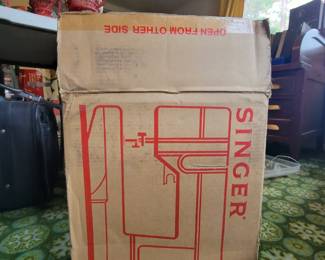 OPEN FROM OTHER SIDE
SINGER